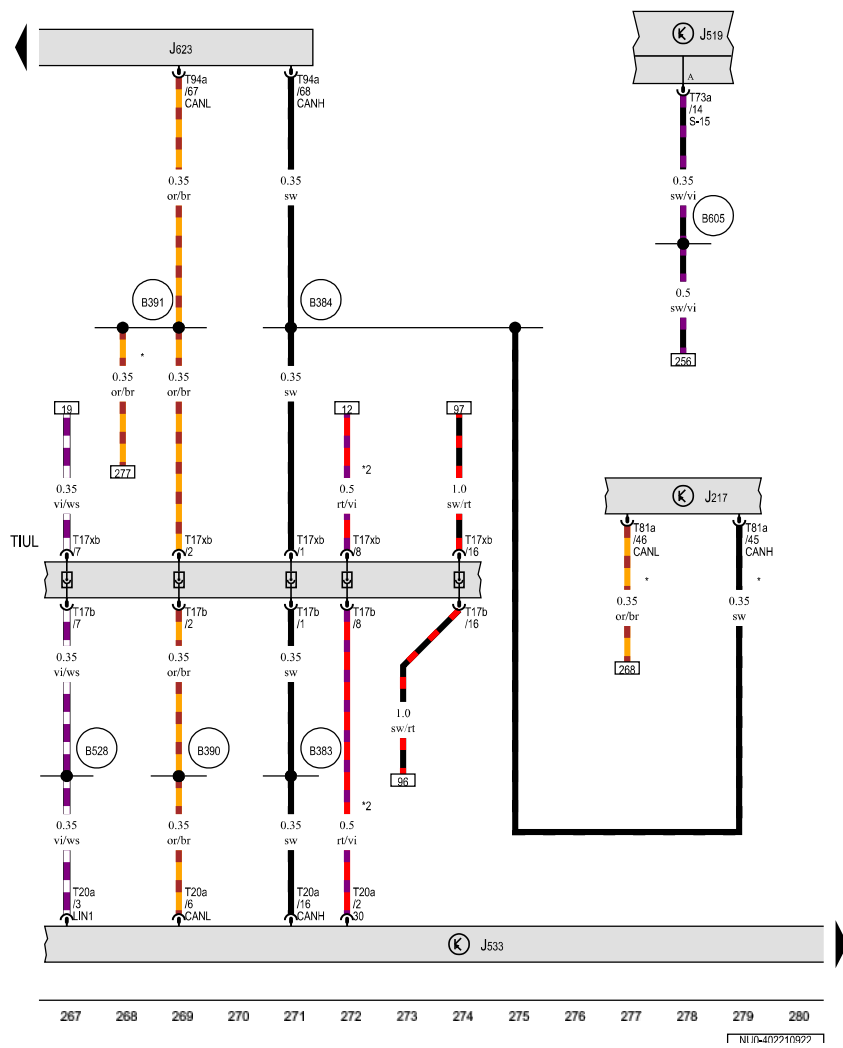 J623
J519
A
T94a
/67
CANL
T94a
/68
CANH
T73a
/14
S-15
0.35
or/br
0.35
sw
0.35
sw/vi
B605
0.5
sw/vi
B391
B384
256
*
0.35
or/br
0.35
or/br
0.35
sw
19
12
97
277
*2
0.35
vi/ws
0.5
rt/vi
1.0
sw/rt
J217
TIUL
T17xb
/7
T17xb
/2
T17xb
/1
T17xb
/8
T17xb
/16
T81a
/46
CANL
T81a
/45
CANH
*
*
T17b
/7
T17b
/2
T17b
/1
T17b
/8
T17b
/16
0.35
or/br
0.35
sw
0.35
vi/ws
0.35
or/br
0.35
sw
268
1.0
sw/rt
B528
B390
B383
96
*2
0.35
vi/ws
0.35
or/br
0.35
sw
0.5
rt/vi
T20a
/3
LIN1
T20a
/6
CANL
T20a
/16
CANH
T20a
/2
30
J533
267 268 269 270 271 272 273 274 275 276 277 278 279 280
NU0-402210922